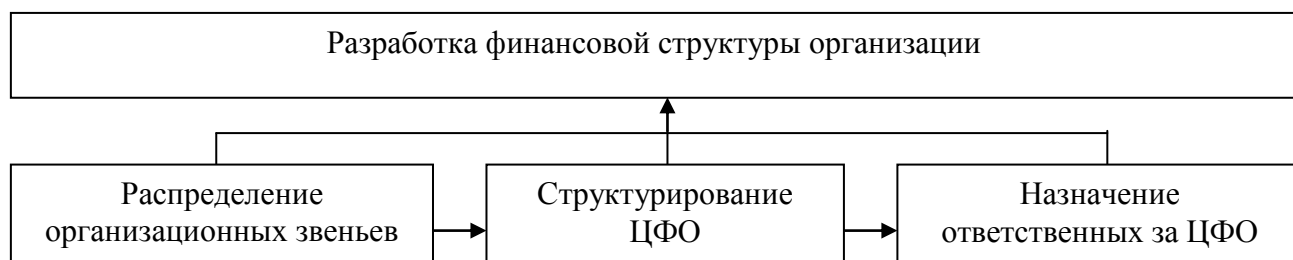 Разработка финансовой структуры организации
Распределение
организационных звеньев
Структурирование
ЦФО
Назначение
ответственных за ЦФО